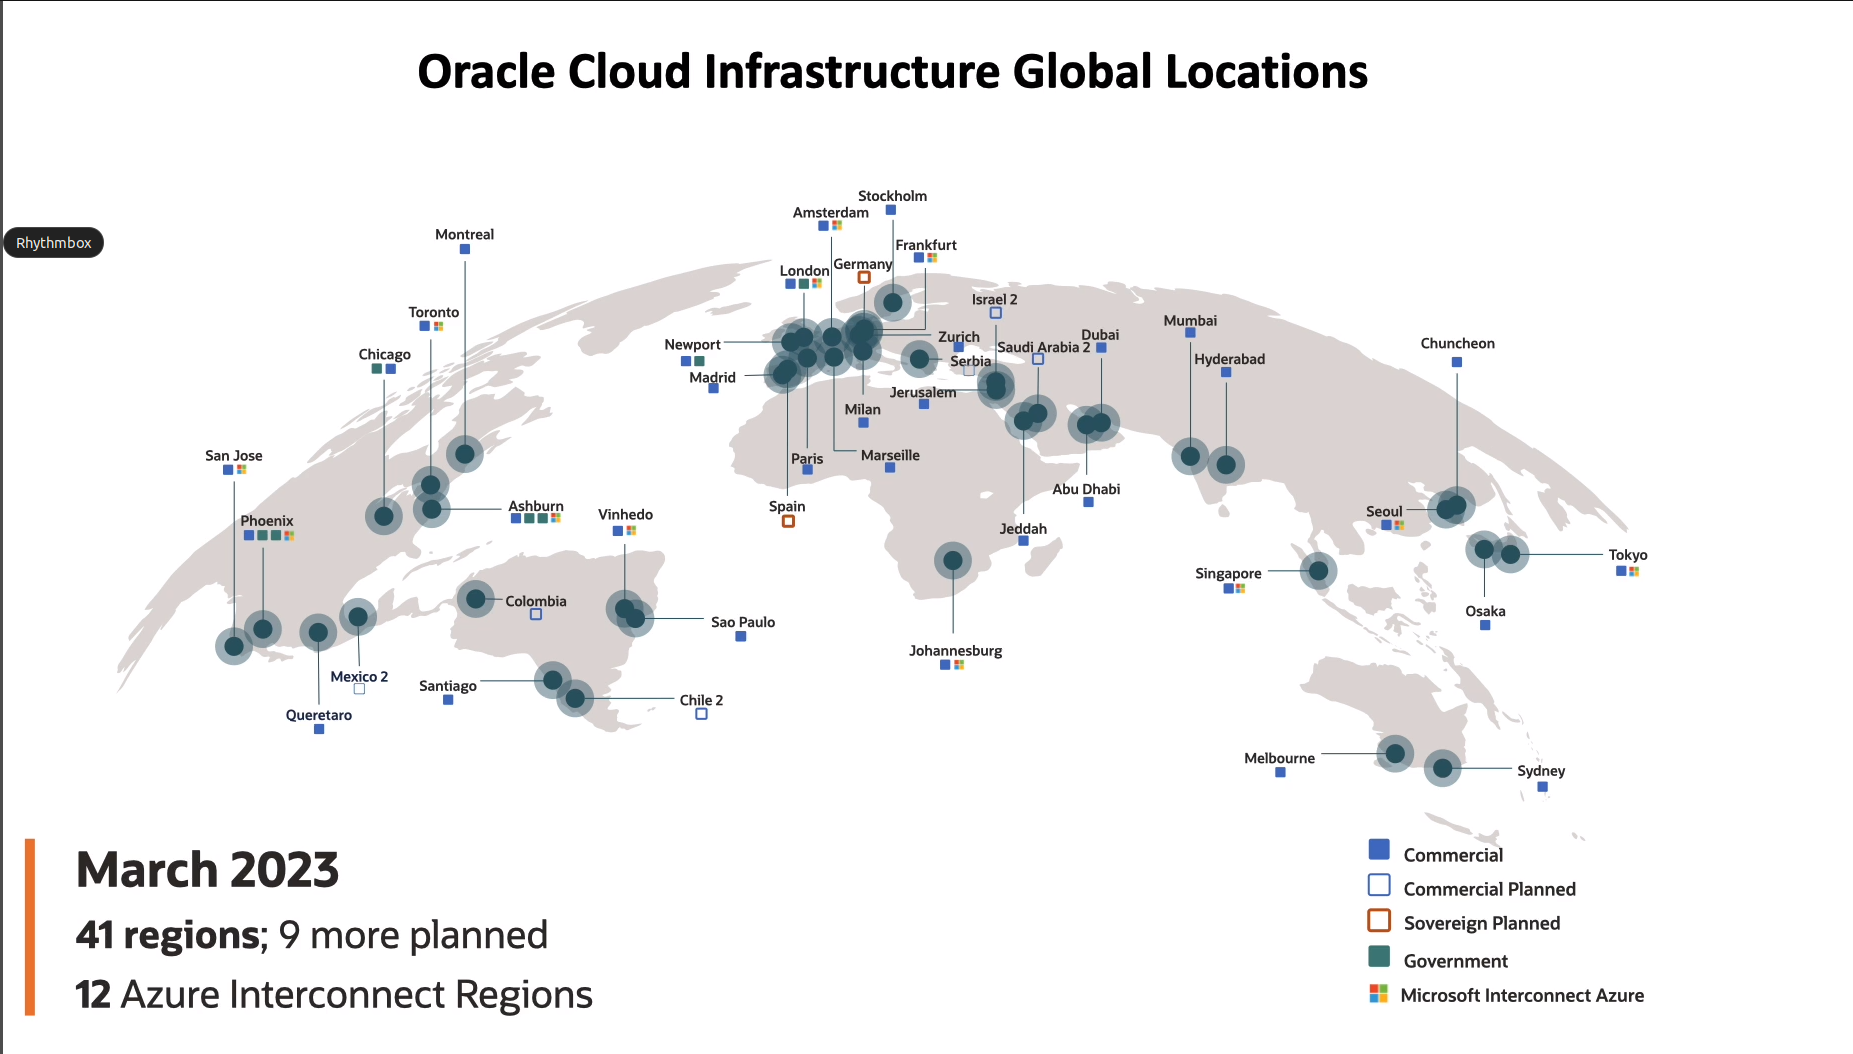 Oracle Cloud Infrastructure Global Locations
Rhythmbox
Stockholm
Amsterdam
Montreal
Frankfurt
Germany
London
Israel 2
Toronto
Mumbai
Zurich
Dubai
Newport
Saudi Arabia 2
Chuncheon
Chicago
Serbia
Hyderabad
Madrid
Jerusalem
Milan
San Jose
Paris
Marseille
Abu Dhabi
Ashburn
Spain
Vinhedo
Seoul
Phoenix
Jeddah
Tokyo
Singapore
Colombia
Osaka
Sao Paulo
Johannesburg
Mexico 2
Santiago
Chile 2
Queretaro
Melbourne
Sydney
March 2023
41 regions; 9 more planned
12 Azure Interconnect Regions
Commercial
Commercial Planned
Sovereign Planned
Government
Microsoft Interconnect Azure